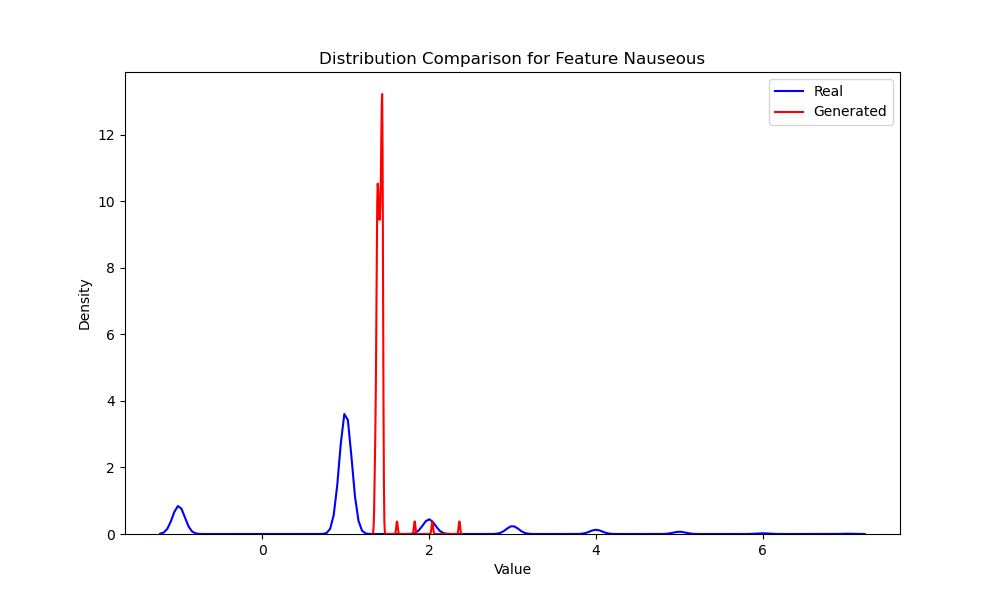 Distribution Comparison for Feature Nauseous
Real
Generated
12
10
8
6
4
2
0
Density
0 2 4 6
Value